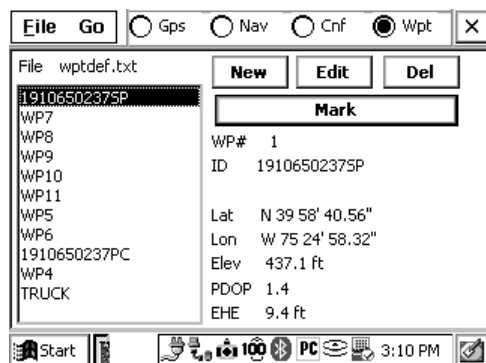 File Go Gps Nav Cnf Wpt
File wptdef.txt
New Edit Del
Mark
1910650237SP
WP7
WP8
WP9
WP10
WP11
WP5
WP6
1910650237PC
WP4
TRUCK
WP# 1
ID 1910650237SP
Lat N 39 58' 40.56"
Lon W 75 24' 58.32"
Elev 437.1 ft
PDOP 1.4
EHE 9.4 ft
Start 100 PC 3:10 PM